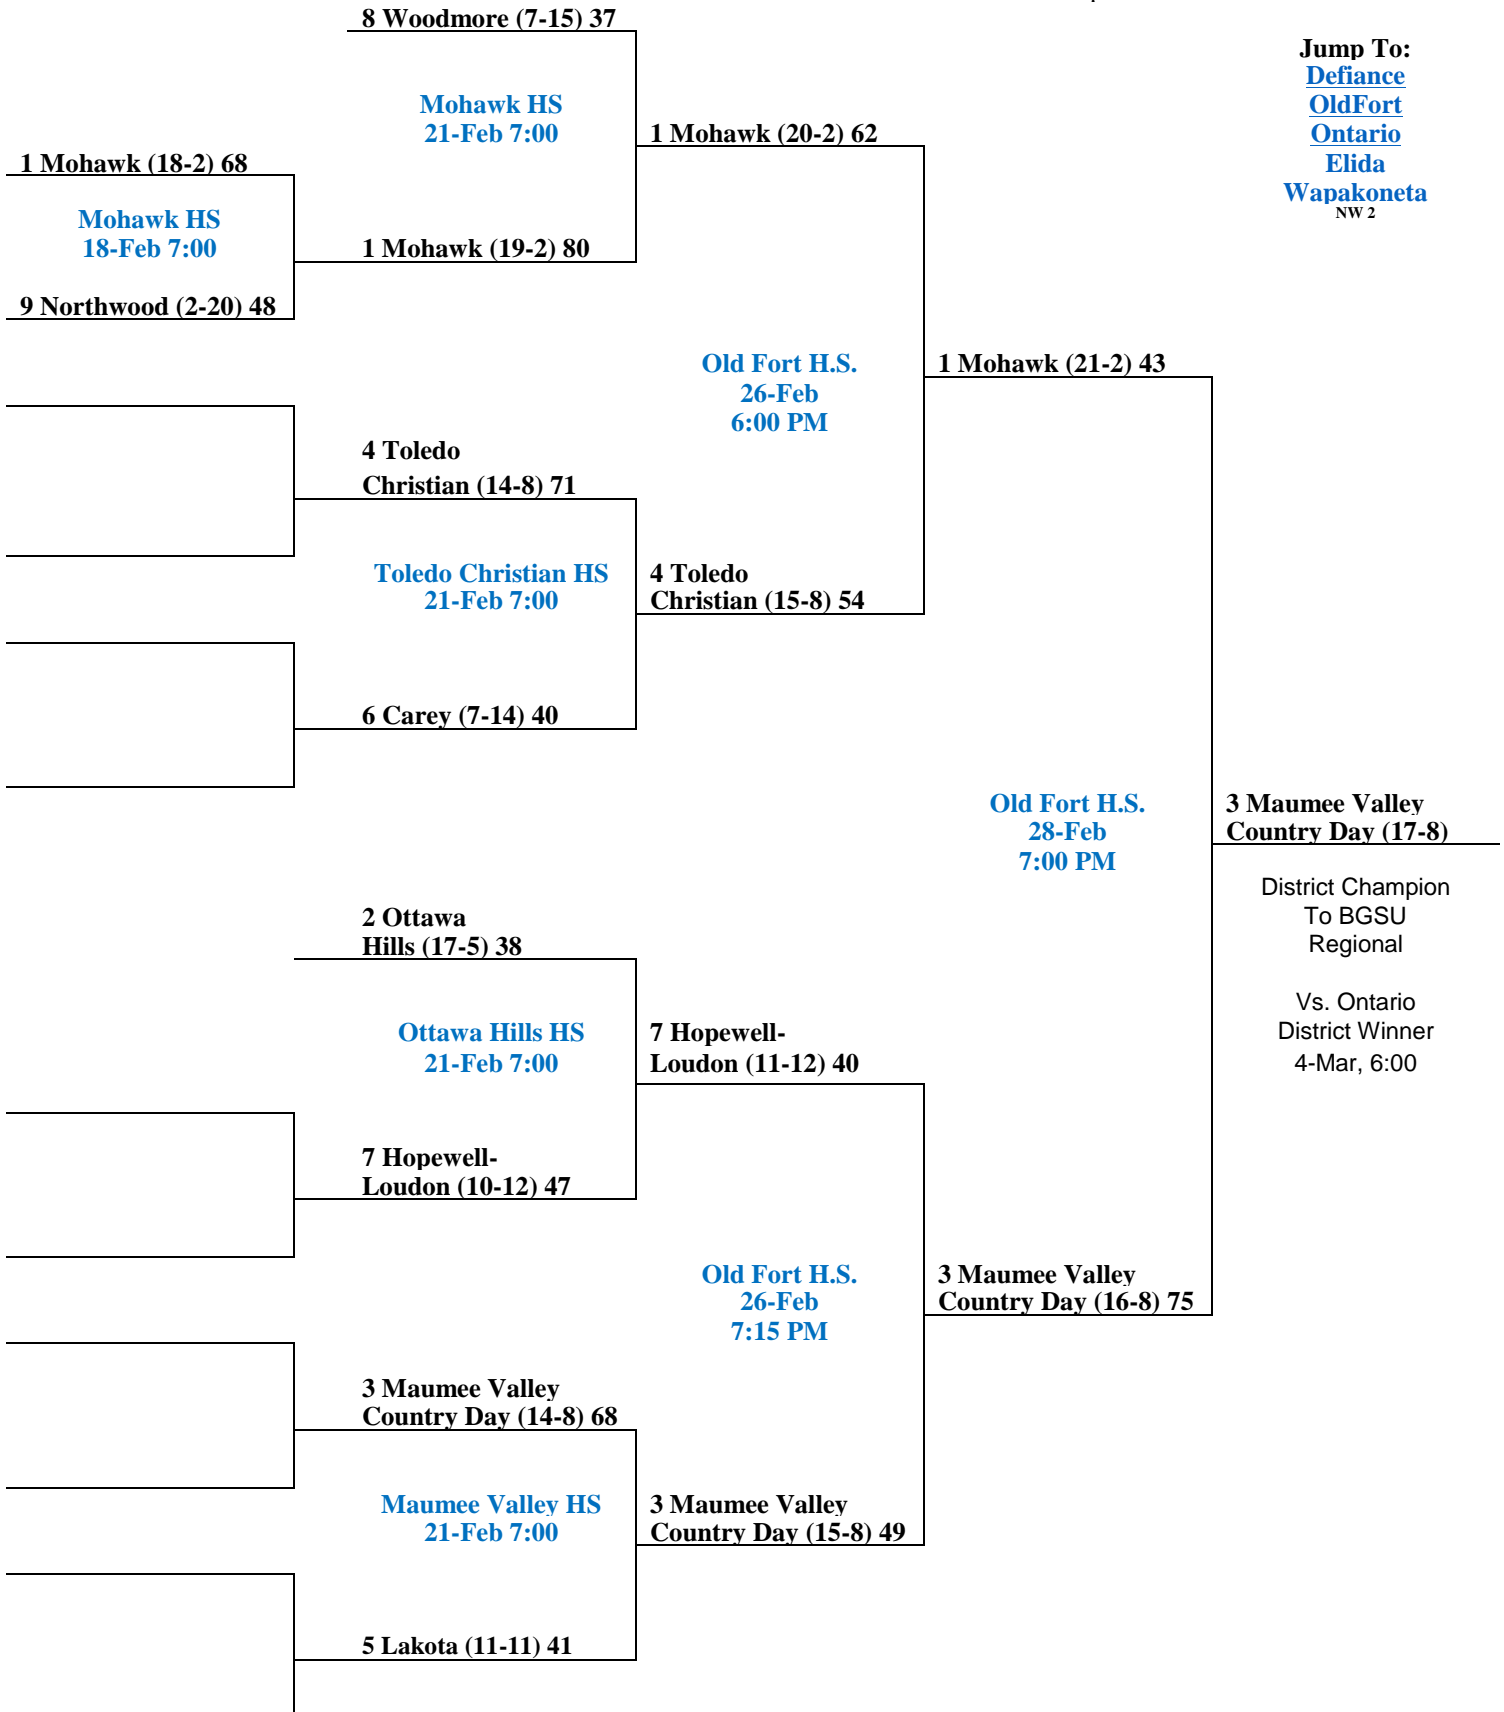 8 Woodmore (7-15) 37
Jump To:
Defiance
OldFort
Ontario
Elida
Wapakoneta
NW 2
Mohawk HS
21-Feb 7:00
1 Mohawk (20-2) 62
1 Mohawk (18-2) 68
Mohawk HS
18-Feb 7:00
1 Mohawk (19-2) 80
9 Northwood (2-20) 48
Old Fort H.S.
26-Feb
6:00 PM
1 Mohawk (21-2) 43
4 Toledo
Christian (14-8) 71
Toledo Christian HS
21-Feb 7:00
4 Toledo
Christian (15-8) 54
6 Carey (7-14) 40
Old Fort H.S.
28-Feb
7:00 PM
3 Maumee Valley
Country Day (17-8)
District Champion
To BGSU
Regional
Vs. Ontario
District Winner
4-Mar, 6:00
2 Ottawa
Hills (17-5) 38
Ottawa Hills HS
21-Feb 7:00
7 Hopewell-
Loudon (11-12) 40
7 Hopewell-
Loudon (10-12) 47
Old Fort H.S.
26-Feb
7:15 PM
3 Maumee Valley
Country Day (16-8) 75
3 Maumee Valley
Country Day (14-8) 68
Maumee Valley HS
21-Feb 7:00
3 Maumee Valley
Country Day (15-8) 49
5 Lakota (11-11) 41